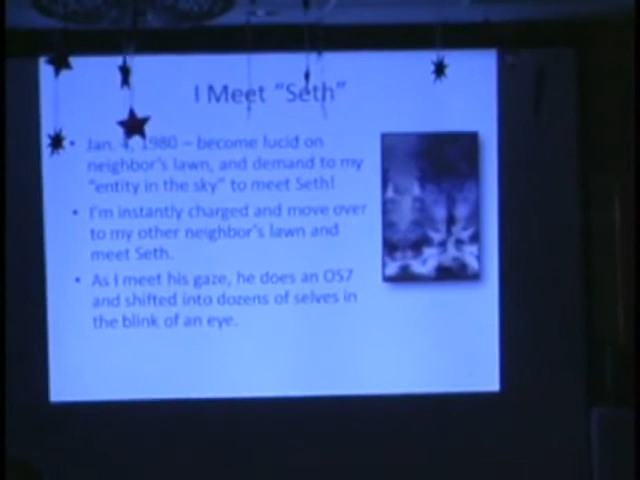 I Meet "Seth"
• Jan. 4, 1980 – become lucid on
neighbor's lawn, and demand to my
"entity in the sky" to meet Seth!
• I'm instantly charged and move over
to my other neighbor's lawn and
meet Seth.
• As I meet his gaze, he does an OS7
and shifted into dozens of selves in
the blink of an eye.